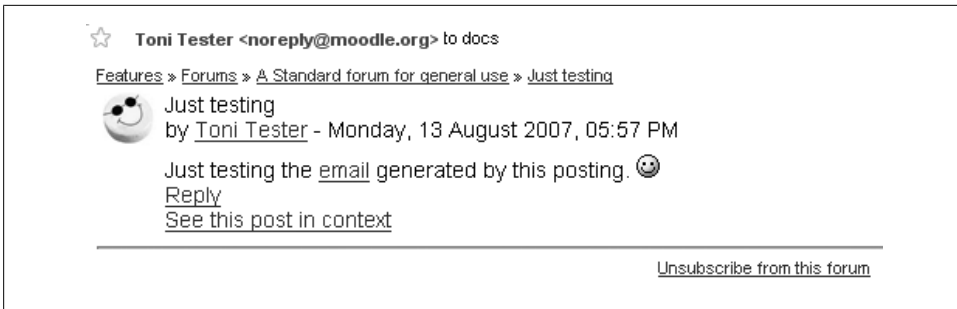 Toni Tester <noreply@moodle.org> to docs
Features » Forums » A Standard forum for general use » Just testing
Just testing
by Toni Tester - Monday, 13 August 2007, 05:57 PM
Just testing the email generated by this posting.
Reply
See this post in context
Unsubscribe from this forum